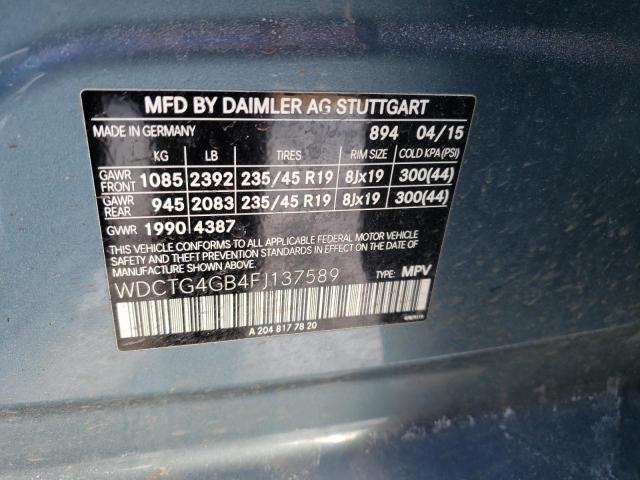 MFD BY DAIMLER AG STUTTGART
MADE IN GERMANY 894 04/15
KG LB TIRES RIM SIZE COLD KPA (PSI)
GAWR FRONT 1085 2392 235/45 R19 8Jx19 300(44)
GAWR REAR 945 2083 235/45 R19 8Jx19 300(44)
GVWR 1990 4387
THIS VEHICLE CONFORMS TO ALL APPLICABLE FEDERAL MOTOR VEHICLE
SAFETY AND THEFT PREVENTION STANDARDS IN EFFECT ON
THE DATE OF MANUFACTURE SHOWN ABOVE.
WDCTG4GB4FJ137589 TYPE: MPV
A 204 817 78 20